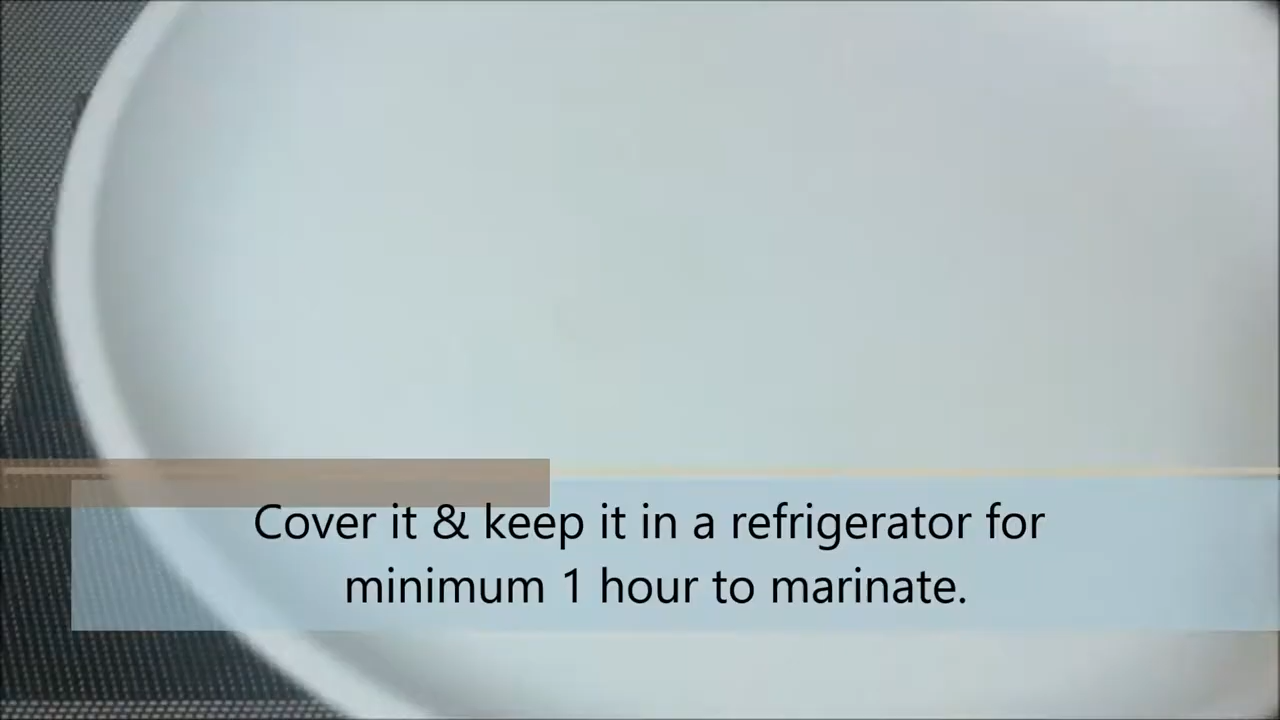 Cover it & keep it in a refrigerator for
minimum 1 hour to marinate.